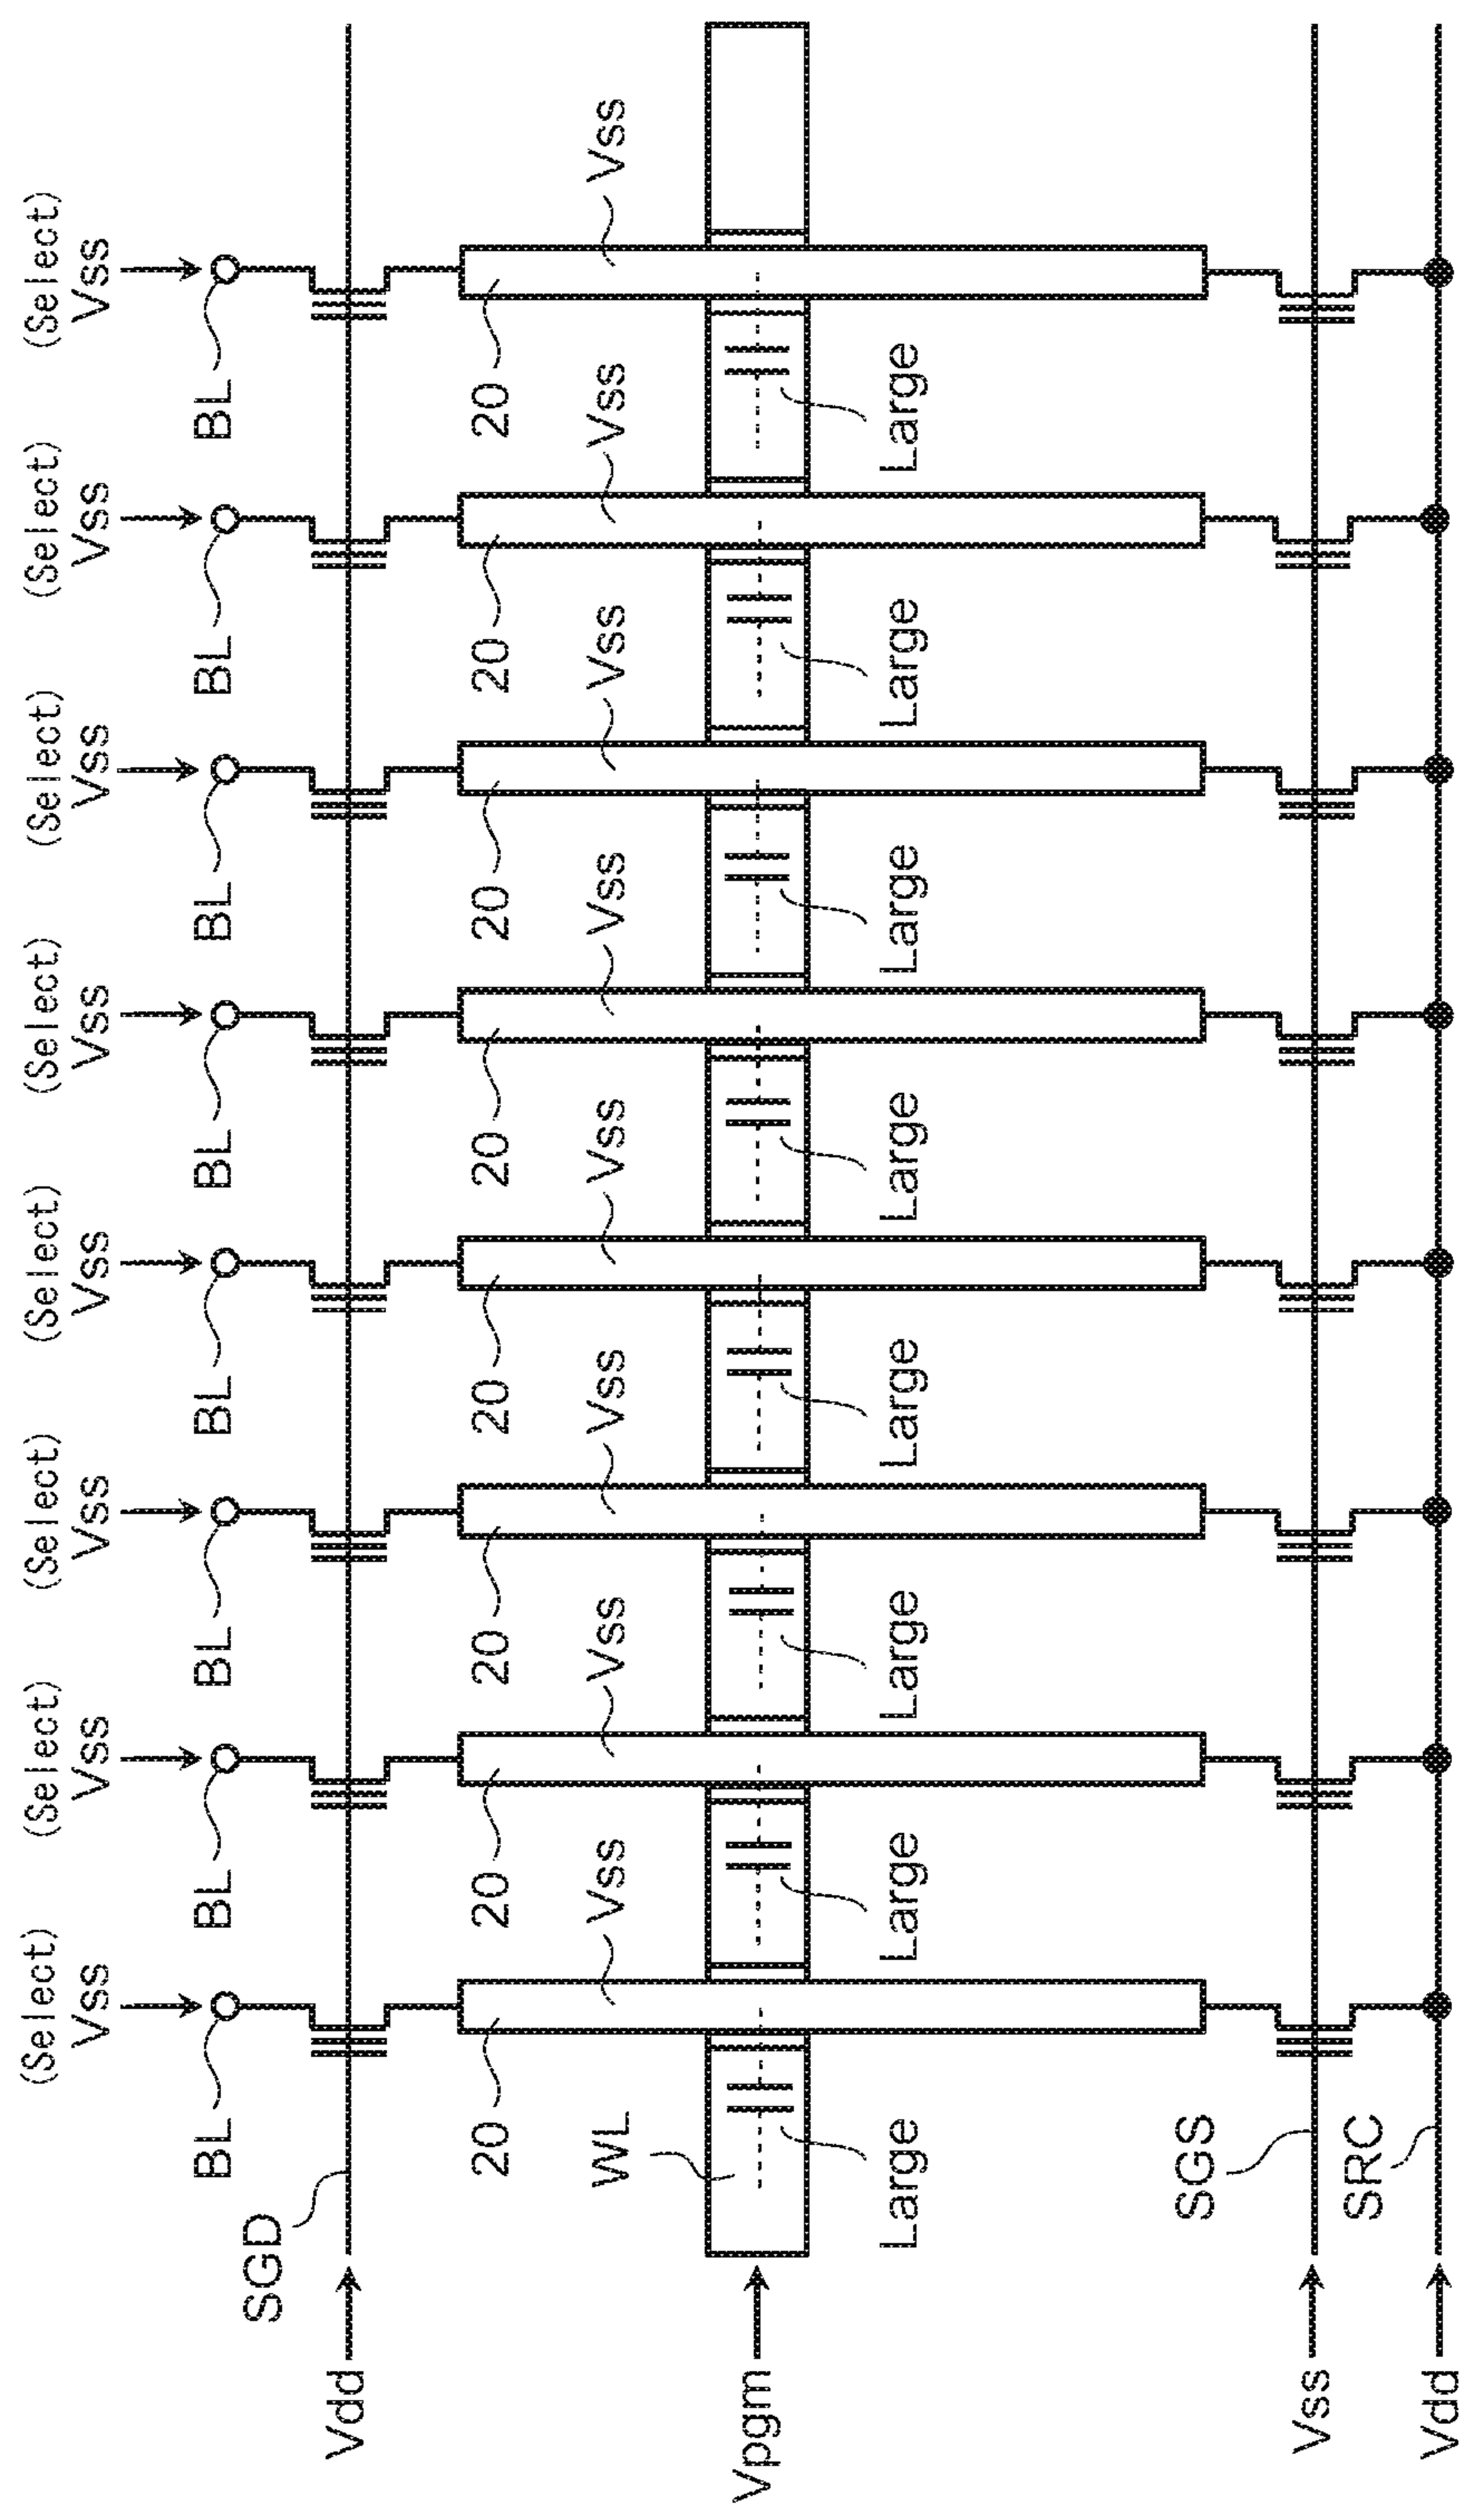 (Select)
(Select)
(Select)
(Select)
(Select)
(Select)
(Select)
(Select)
Vss
Vss
Vss
Vss
Vss
Vss
Vss
Vss
BL
BL
BL
BL
BL
BL
BL
BL
SGD
Vdd
20
20
20
20
20
20
20
20
Vss
Vss
Vss
Vss
Vss
Vss
Vss
Vss
WL
Vpgm
Large
Large
Large
Large
Large
Large
Large
Large
SGS
Vss
SRC
Vdd